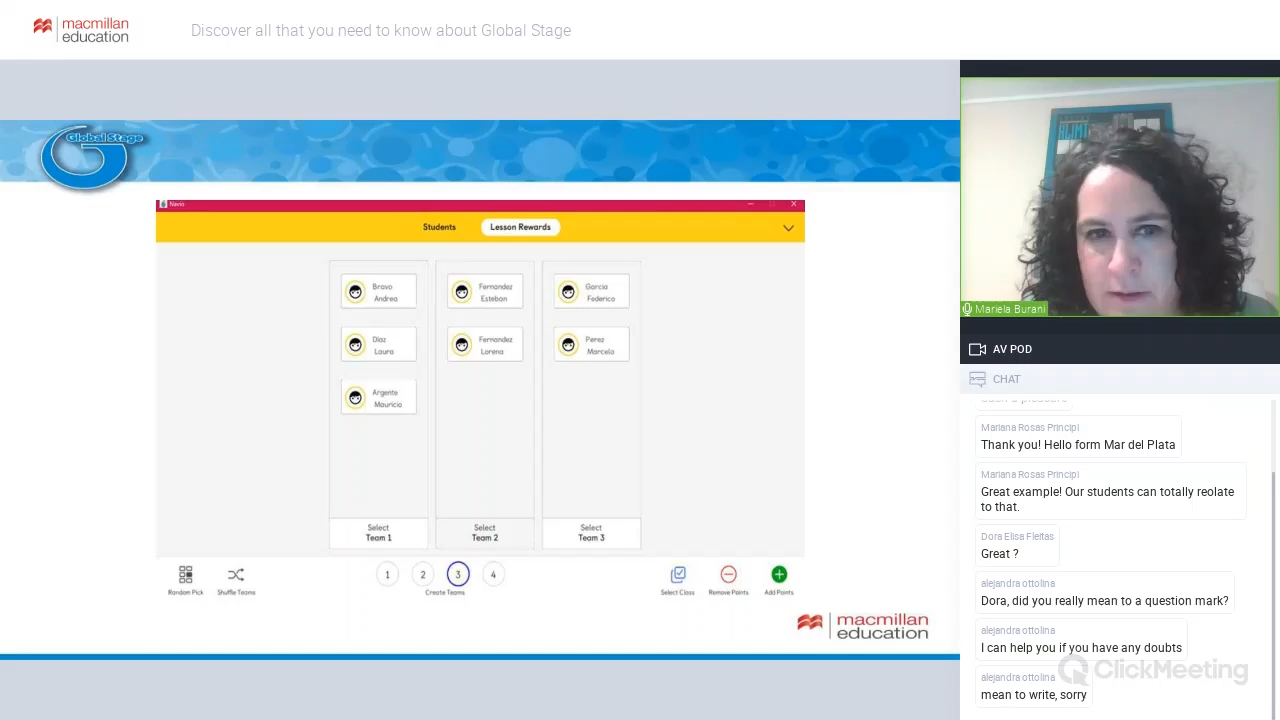 macmillan
education
Discover all that you need to know about Global Stage
Global Stage
Navio
Students
Lesson Rewards
Bravo
Andrea
Fernandez
Esteban
Garcia
Federico
Diaz
Laura
Fernandez
Lorena
Perez
Marcela
Argento
Mauricio
Select
Team 1
Select
Team 2
Select
Team 3
Random Pick
Shuffle Teams
1
2
3
4
Create Teams
Select Class
Remove Points
Add Points
macmillan
education
Mariela Burani
AV POD
CHAT
such a pleasure
Mariana Rosas Principi
Thank you! Hello form Mar del Plata
Mariana Rosas Principi
Great example! Our students can totally reolate
to that.
Dora Elisa Fleitas
Great ?
alejandra ottolina
Dora, did you really mean to a question mark?
alejandra ottolina
I can help you if you have any doubts
alejandra ottolina
mean to write, sorry
ClickMeeting